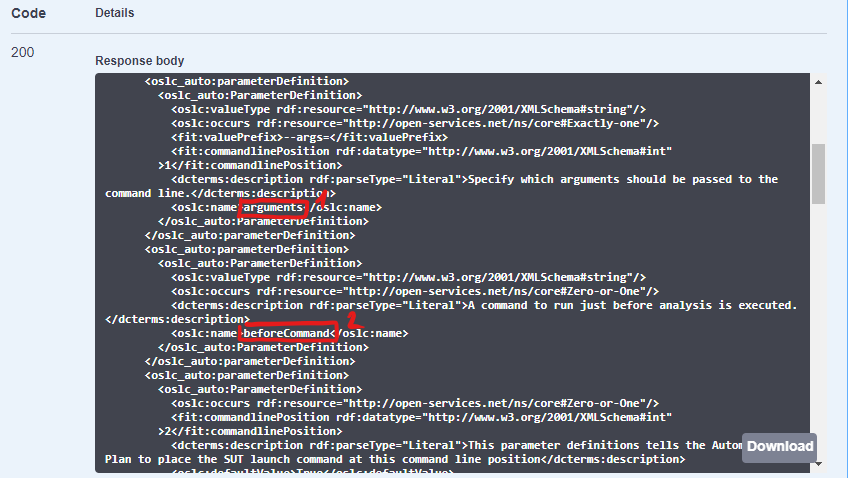 Code Details
200
Response body
<oslc_auto:parameterDefinition>
<oslc_auto:ParameterDefinition>
<oslc:valueType rdf:resource="http://www.w3.org/2001/XMLSchema#string"/>
<oslc:occurs rdf:resource="http://open-services.net/ns/core#Exactly-one"/>
<fit:valuePrefix>--args=</fit:valuePrefix>
<fit:commandlinePosition rdf:datatype="http://www.w3.org/2001/XMLSchema#int"
>1</fit:commandlinePosition>
<dcterms:description rdf:parseType="Literal">Specify which arguments should be passed to the
command line.</dcterms:description>
1
<oslc:name>arguments</oslc:name>
</oslc_auto:ParameterDefinition>
</oslc_auto:parameterDefinition>
<oslc_auto:parameterDefinition>
<oslc_auto:ParameterDefinition>
<oslc:valueType rdf:resource="http://www.w3.org/2001/XMLSchema#string"/>
<oslc:occurs rdf:resource="http://open-services.net/ns/core#Zero-or-One"/>
<dcterms:description rdf:parseType="Literal">A command to run just before analysis is executed.
</dcterms:description>
2
<oslc:name>beforeCommand</oslc:name>
</oslc_auto:ParameterDefinition>
</oslc_auto:parameterDefinition>
<oslc_auto:parameterDefinition>
<oslc_auto:ParameterDefinition>
<oslc:occurs rdf:resource="http://open-services.net/ns/core#Zero-or-One"/>
<fit:commandlinePosition rdf:datatype="http://www.w3.org/2001/XMLSchema#int"
>2</fit:commandlinePosition>
<dcterms:description rdf:parseType="Literal">This parameter definitions tells the Autom
Download
Plan to place the SUT launch command at this command line position</dcterms:description>
<oslc:defaultValue>True</oslc:defaultValue>